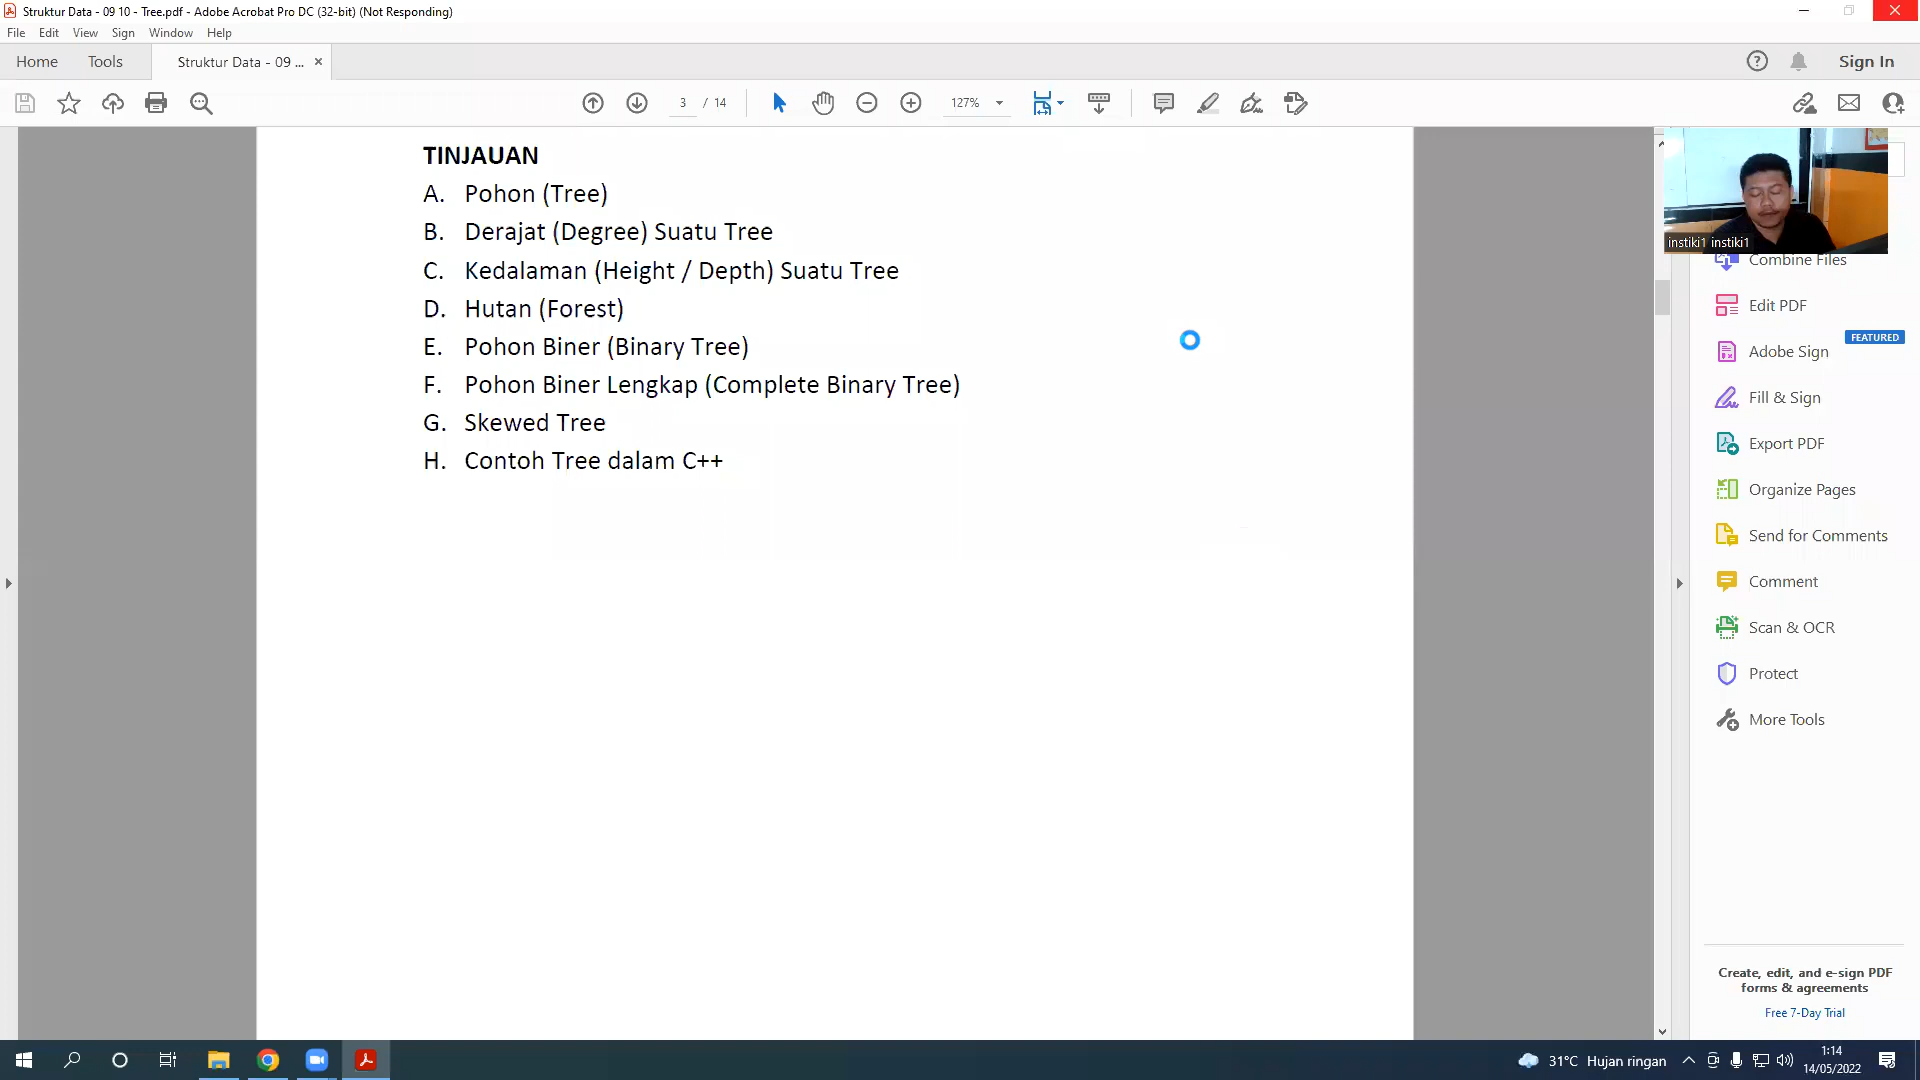 Struktur Data - 09 10 - Tree.pdf - Adobe Acrobat Pro DC (32-bit) (Not Responding)
File Edit View Sign Window Help
Home Tools Struktur Data - 09 ... Sign In
3 / 14 127%
TINJAUAN
A. Pohon (Tree)
B. Derajat (Degree) Suatu Tree
C. Kedalaman (Height / Depth) Suatu Tree
D. Hutan (Forest)
E. Pohon Biner (Binary Tree)
F. Pohon Biner Lengkap (Complete Binary Tree)
G. Skewed Tree
H. Contoh Tree dalam C++
instiki1 instiki1
Combine Files
Edit PDF
FEATURED
Adobe Sign
Fill & Sign
Export PDF
Organize Pages
Send for Comments
Comment
Scan & OCR
Protect
More Tools
Create, edit, and e-sign PDF
forms & agreements
Free 7-Day Trial
31°C Hujan ringan
1:14
14/05/2022